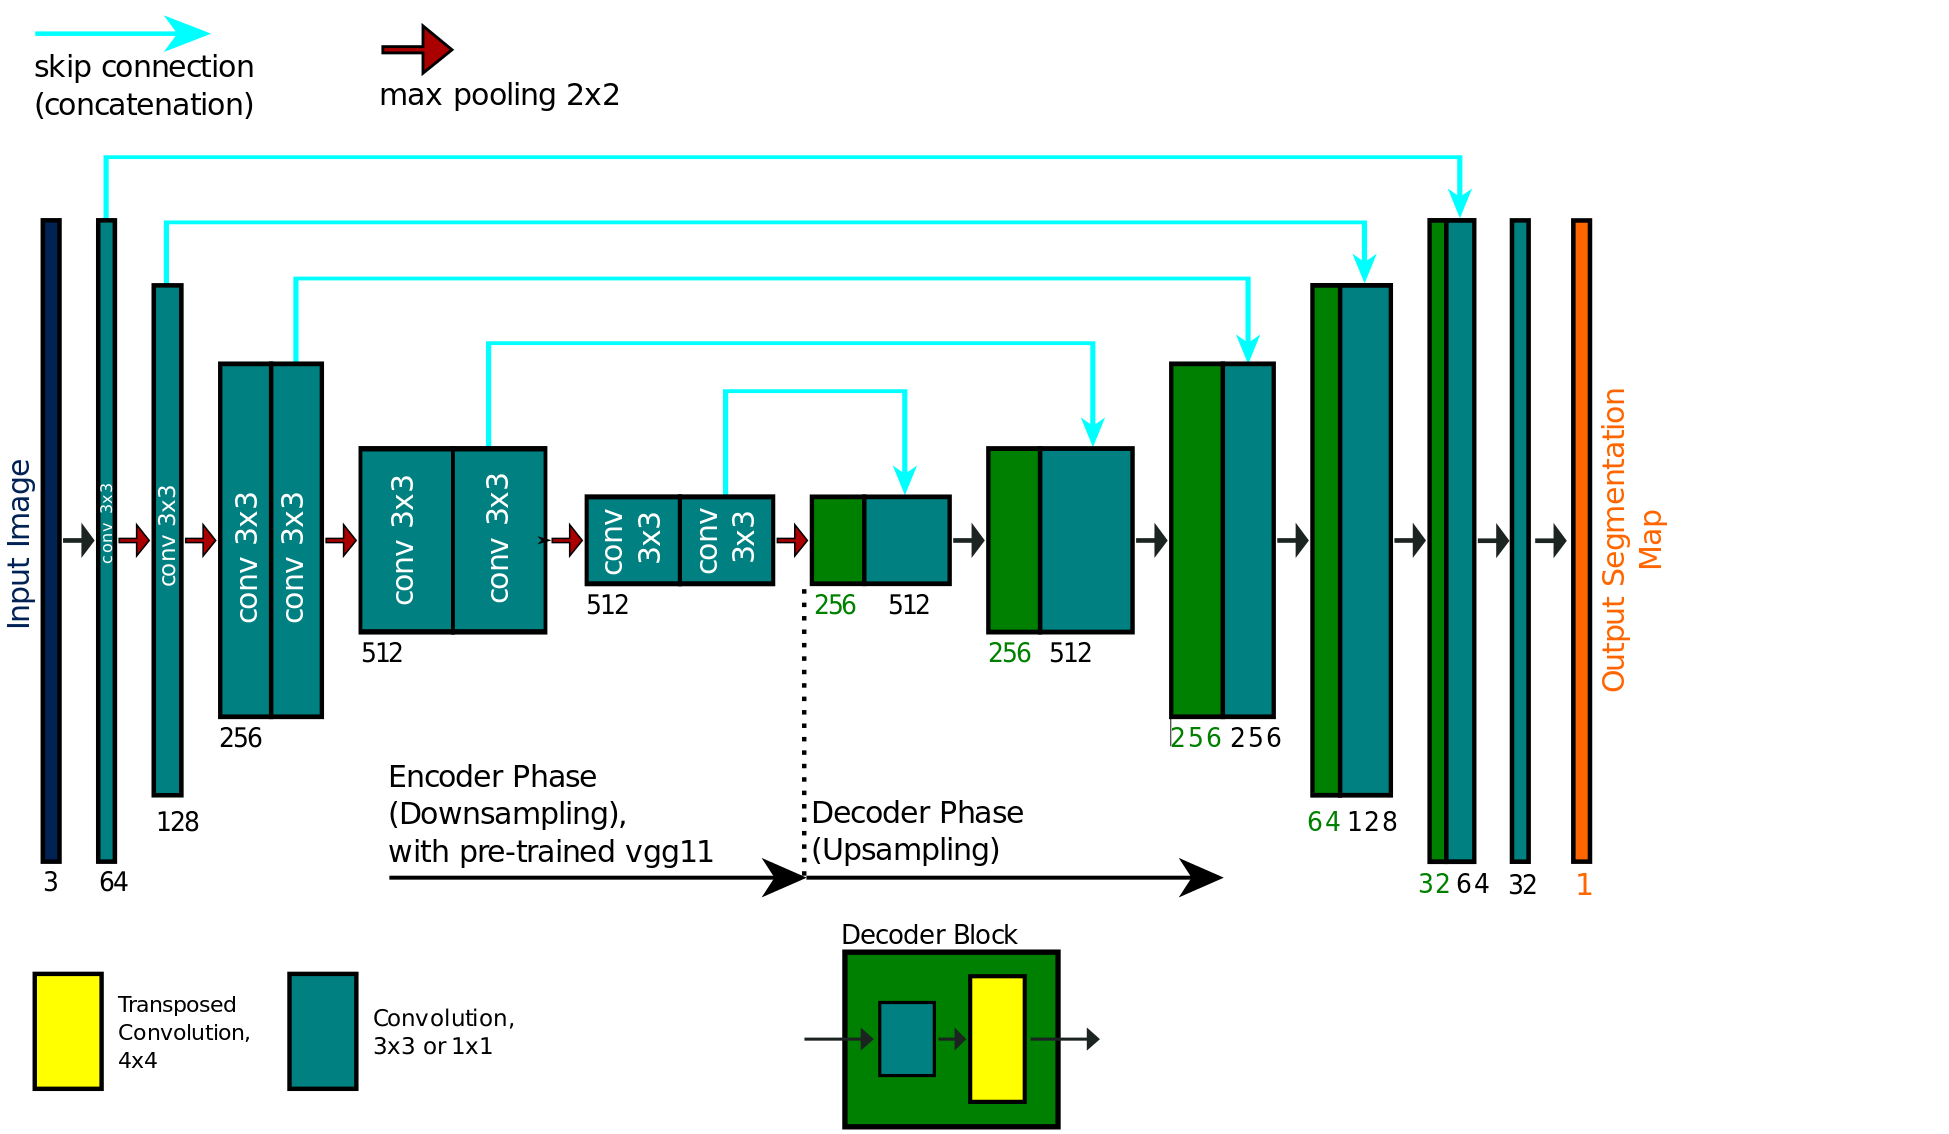 skip connection
(concatenation)
max pooling 2x2
Input Image
conv 3x3
conv 3x3
conv 3x3
conv 3x3
conv 3x3
conv 3x3
conv
3x3
conv
3x3
Output Segmentation
Map
3
64
128
256
512
512
256 512
256 512
256 256
64 128
32 64
32
1
Encoder Phase
(Downsampling),
with pre-trained vgg11
Decoder Phase
(Upsampling)
Decoder Block
Transposed
Convolution,
4x4
Convolution,
3x3 or 1x1